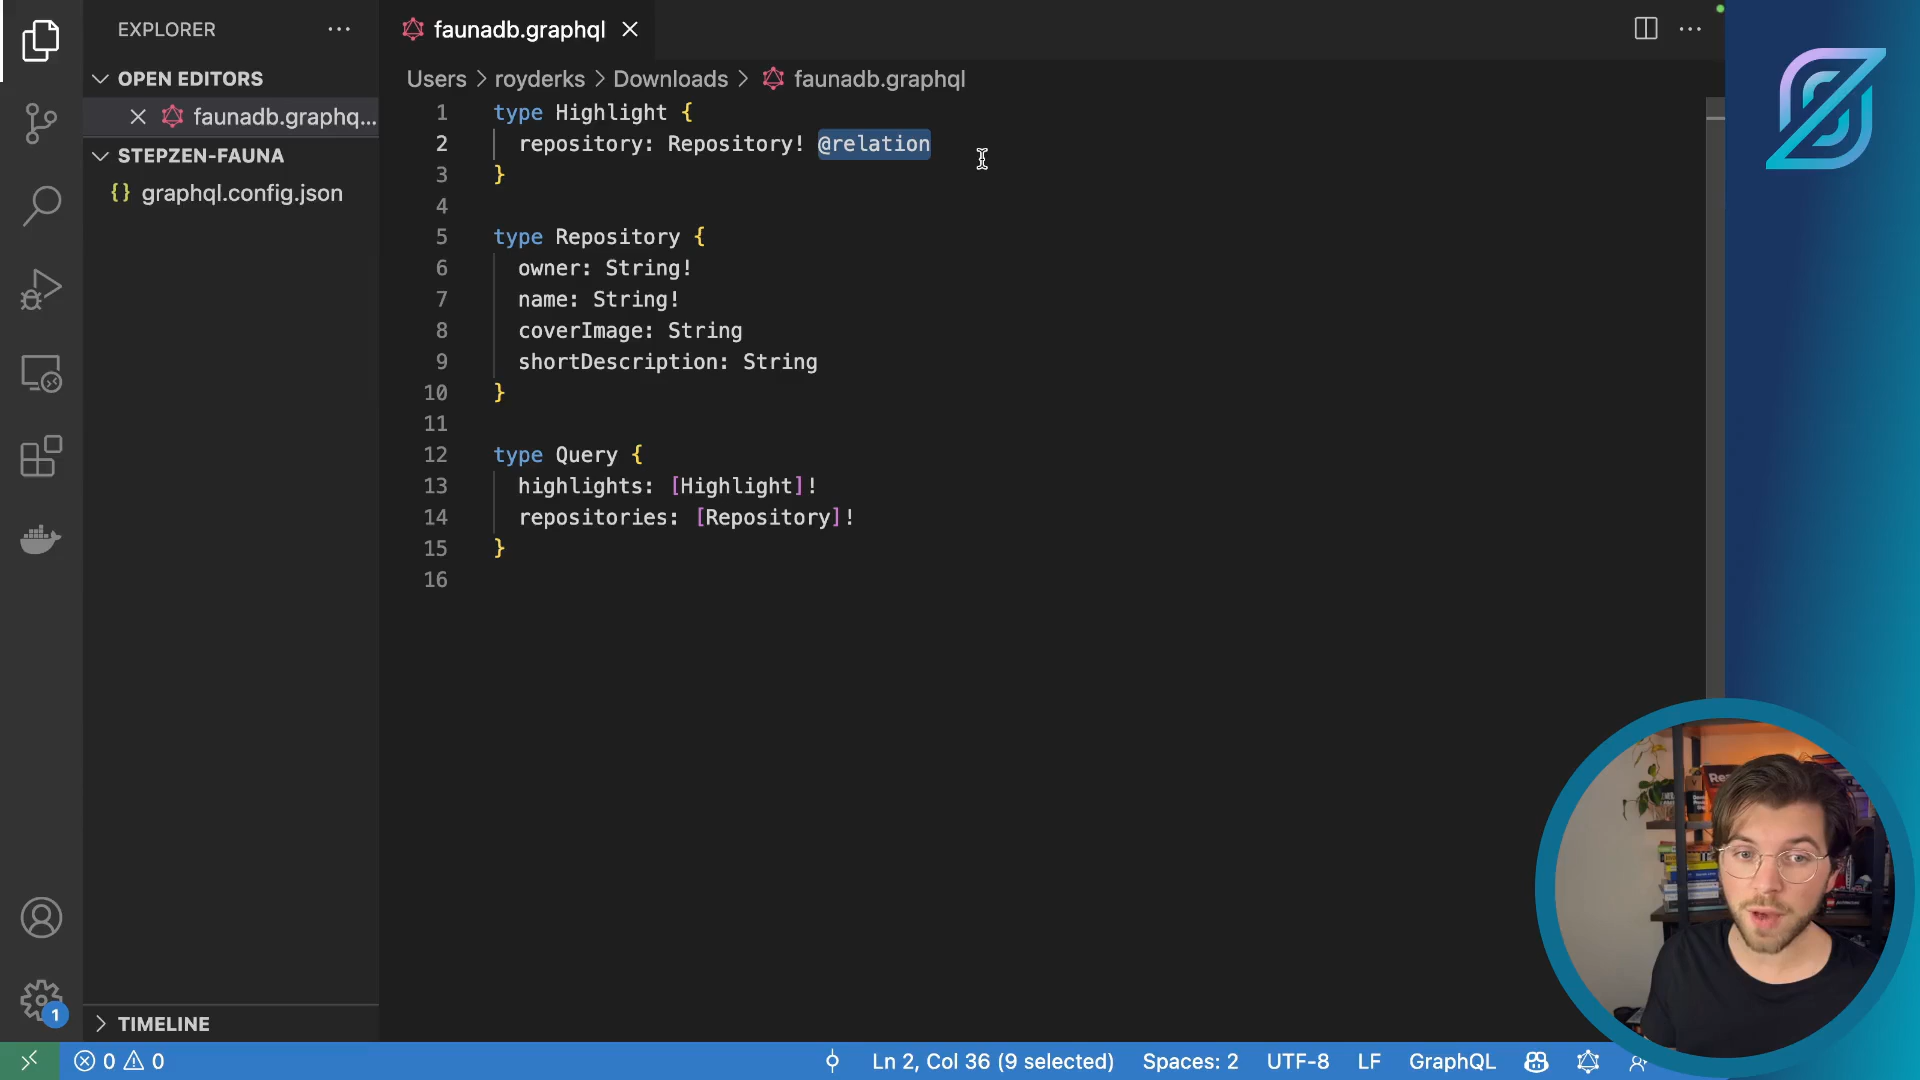 EXPLORER
OPEN EDITORS
faunadb.graphq...
STEPZEN-FAUNA
{} graphql.config.json
TIMELINE
faunadb.graphql
Users > royderks > Downloads > faunadb.graphql
1 type Highlight {
2 repository: Repository! @relation
3 }
4
5 type Repository {
6 owner: String!
7 name: String!
8 coverImage: String
9 shortDescription: String
10 }
11
12 type Query {
13 highlights: [Highlight]!
14 repositories: [Repository]!
15 }
16
1
0 0
Ln 2, Col 36 (9 selected) Spaces: 2 UTF-8 LF GraphQL